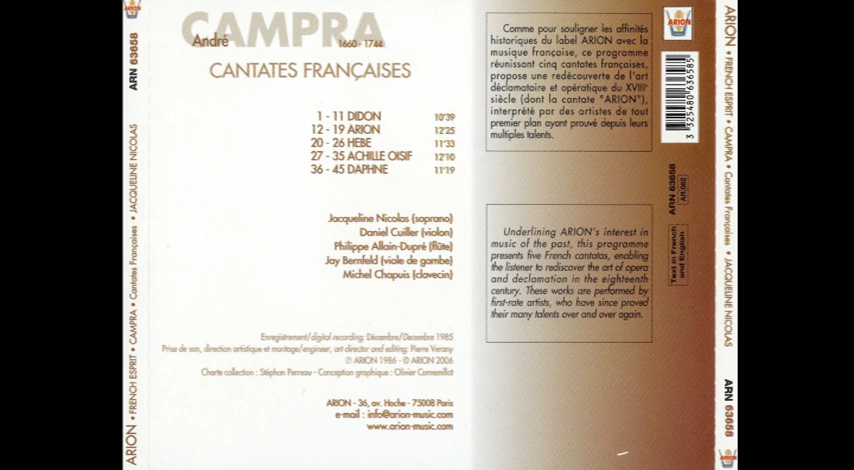 CAMPRA
André 1660 - 1744
CANTATES FRANÇAISES
1 - 11 DIDON 10'39
12 - 19 ARION 12'25
20 - 26 HEBE 11'33
27 - 35 ACHILLE OISIF 12'10
36 - 45 DAPHNE 11'19
Jacqueline Nicolas (soprano)
Daniel Cuiller (violon)
Philippe Allain-Dupré (flûte)
Jay Bernfeld (viole de gambe)
Michel Chapuis (clavecin)
Enregistrement/digital recording: Décembre/Decembre 1985
Prise de son, direction artistique et montage/engineer, art director and editing: Pierre Verany
℗ ARION 1986 - © ARION 2006
Charte collection : Stéphan Perreau - Conception graphique : Olivier Corremillot
ARION - 36, av. Hoche - 75008 Paris
e-mail : info@arion-music.com
www.arion-music.com
Comme pour souligner les affinités
historiques du label ARION avec la
musique française, ce programme
réunissant cinq cantates françaises,
propose une redécouverte de l'art
déclamatoire et opératique du XVIIIᵉ
siècle (dont la cantate "ARION"),
interprété par des artistes de tout
premier plan ayant prouvé depuis leurs
multiples talents.
Underlining ARION's interest in
music of the past, this programme
presents five French cantatas, enabling
the listener to rediscover the art of opera
and declamation in the eighteenth
century. These works are performed by
first-rate artists, who have since proved
their many talents over and over again.
ARION
3 325480 636585
ARN 63658
AR 582
Text in French
and English
ARION
ARN 63658
ARION • FRENCH ESPRIT • CAMPRA • Cantates Françaises • JACQUELINE NICOLAS
ARION • FRENCH ESPRIT • CAMPRA • Cantates Françaises • JACQUELINE NICOLAS
ARN 63658
ARION